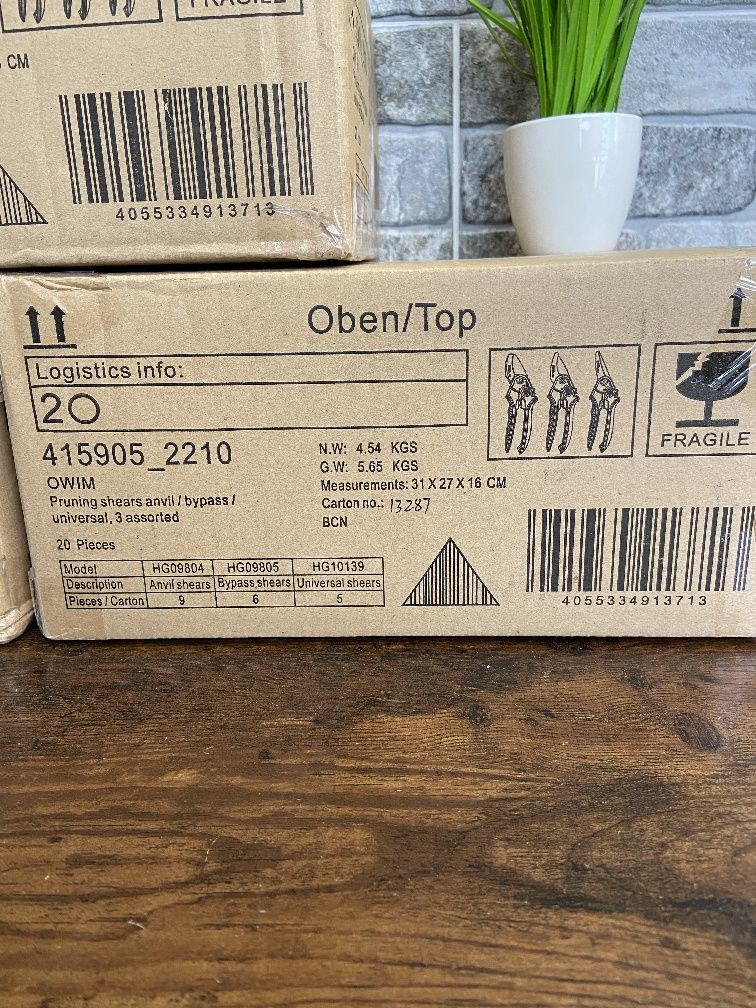 CM
4055334913713
Oben/Top
Logistics info:
20
415905_2210
OWIM
Pruning shears anvil / bypass /
universal, 3 assorted
20 Pieces
N.W: 4.54 KGS
G.W: 5.65 KGS
Measurements: 31 X 27 X 16 CM
Carton no.: 13287
BCN
FRAGILE
Model HG09804 HG09805 HG10139
Description Anvil shears Bypass shears Universal shears
Pieces / Carton 9 6 5
4055334913713